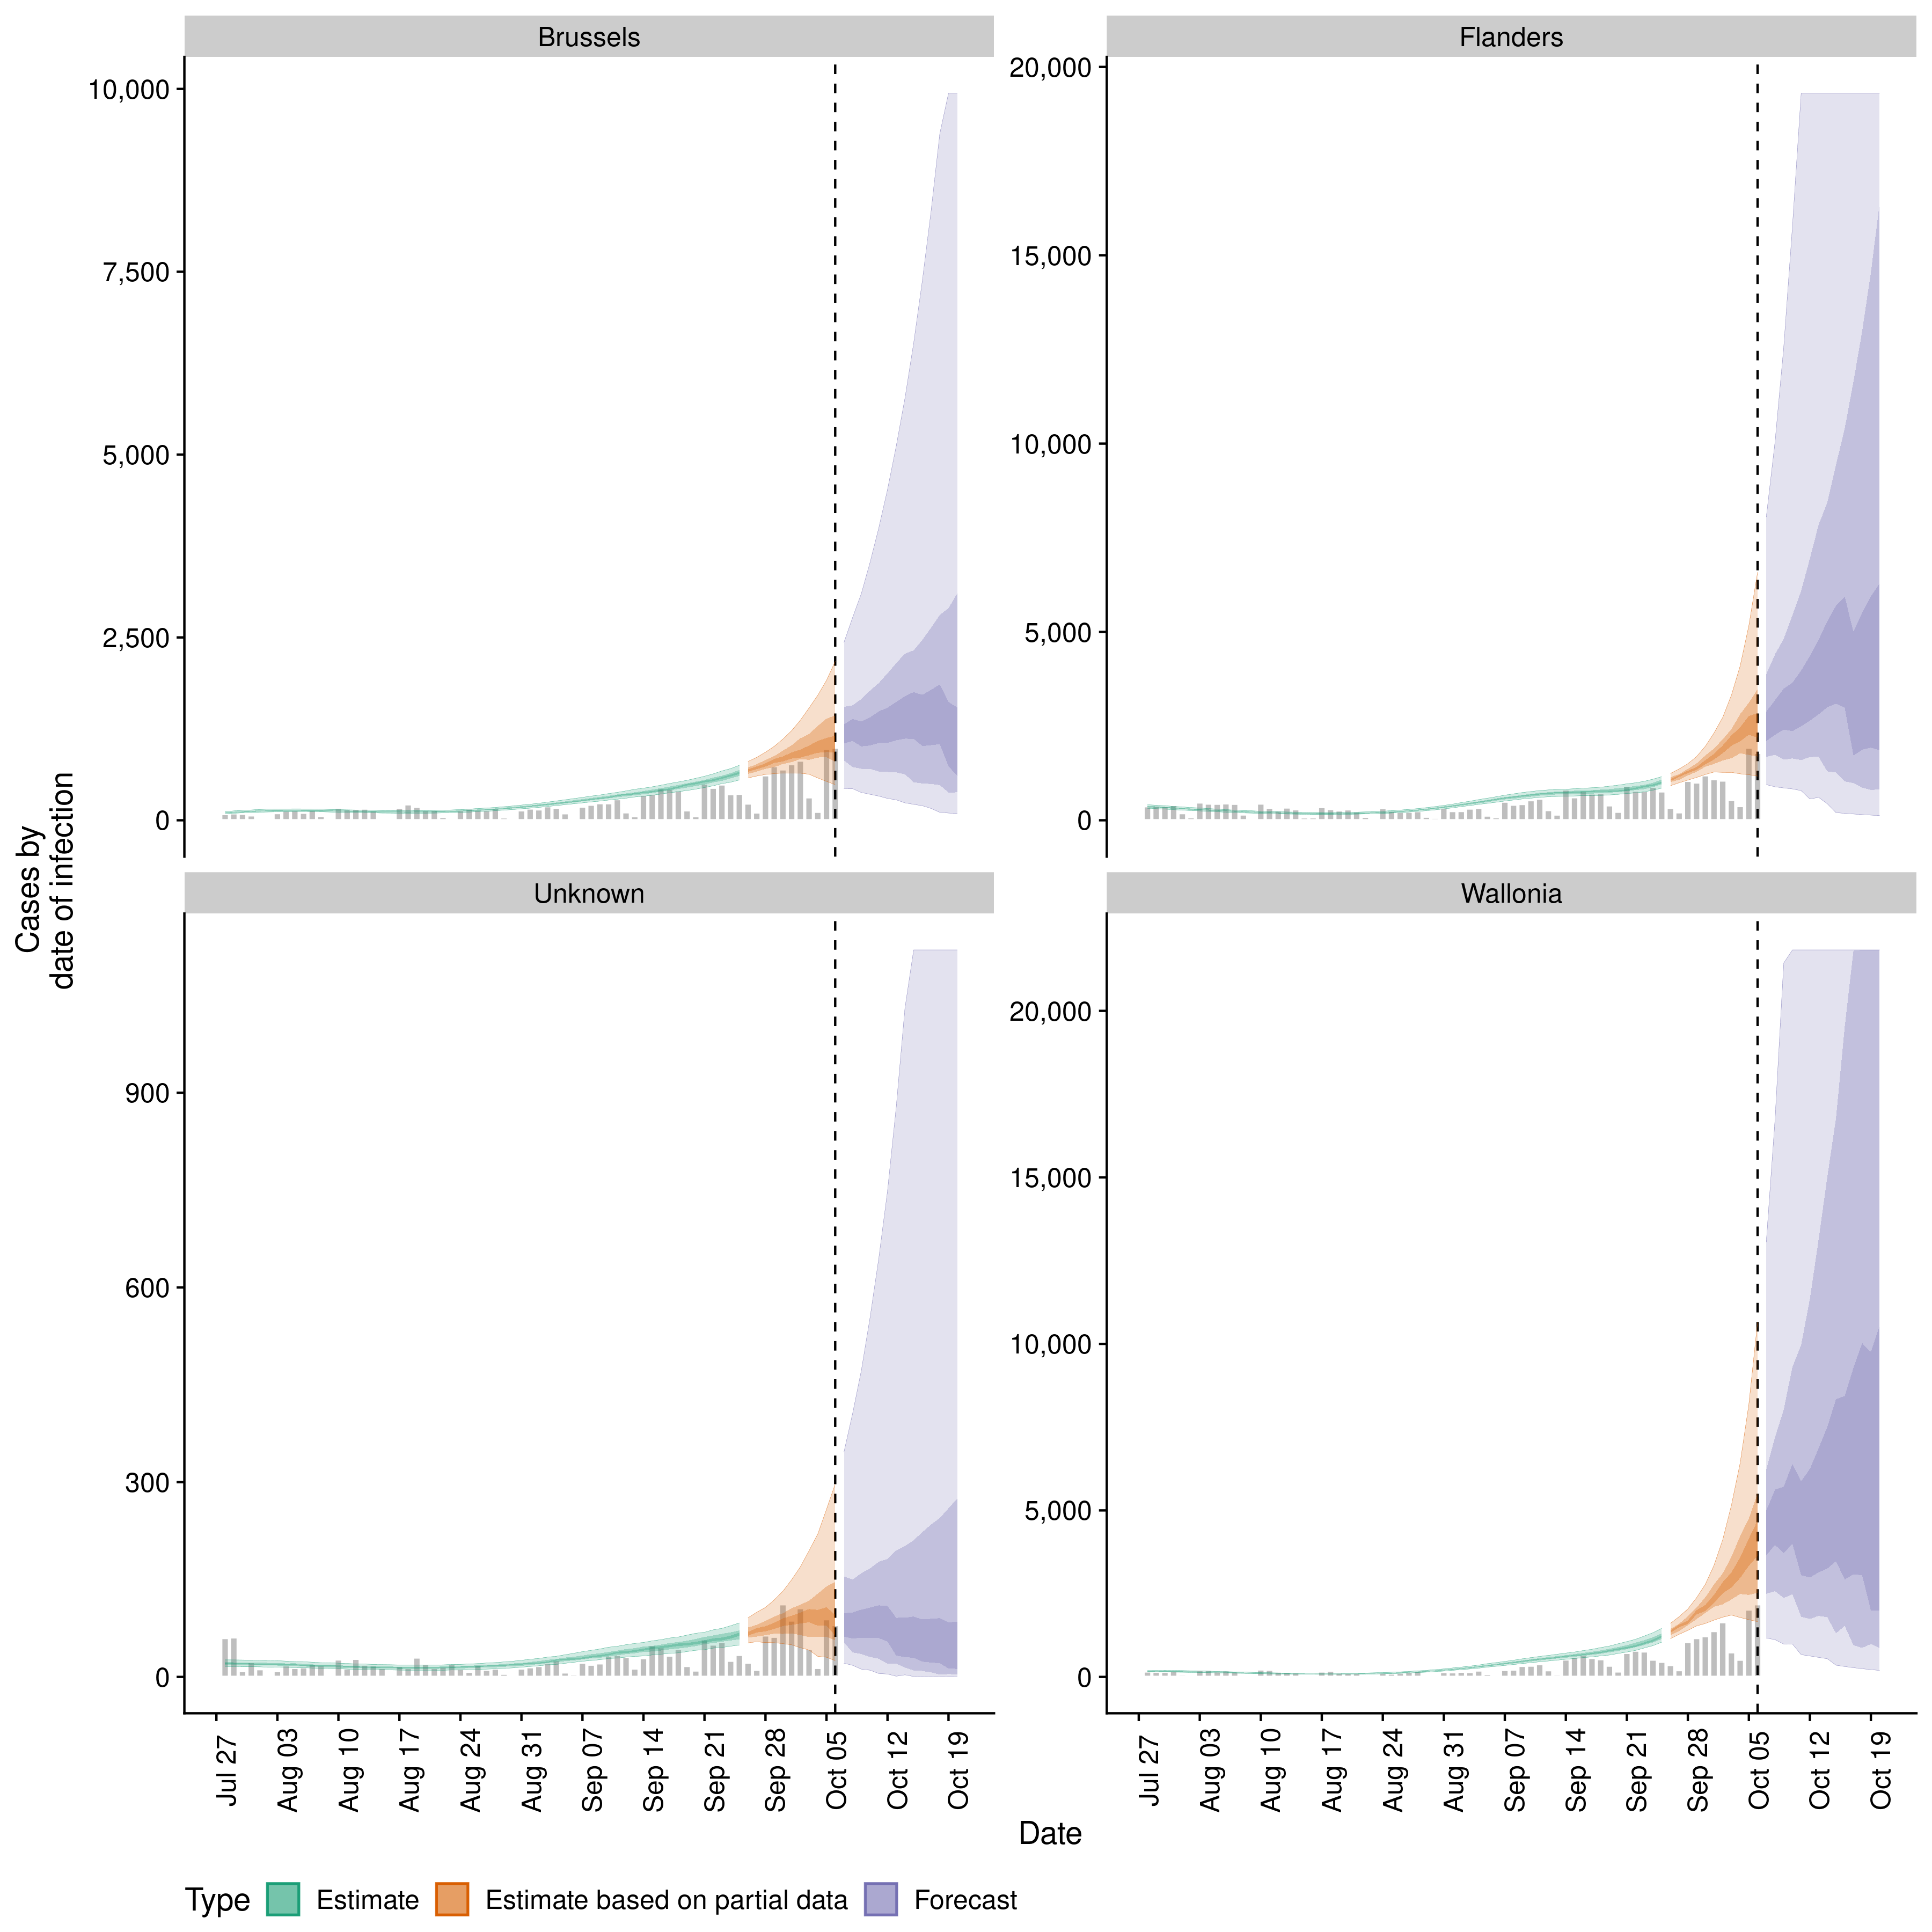 Brussels
Flanders
10,000
7,500
5,000
2,500
0
20,000
15,000
10,000
5,000
0
Cases by
date of infection
Unknown
Wallonia
900
600
300
0
20,000
15,000
10,000
5,000
0
Jul 27
Aug 03
Aug 10
Aug 17
Aug 24
Aug 31
Sep 07
Sep 14
Sep 21
Sep 28
Oct 05
Oct 12
Oct 19
Jul 27
Aug 03
Aug 10
Aug 17
Aug 24
Aug 31
Sep 07
Sep 14
Sep 21
Sep 28
Oct 05
Oct 12
Oct 19
Date
Type Estimate Estimate based on partial data Forecast